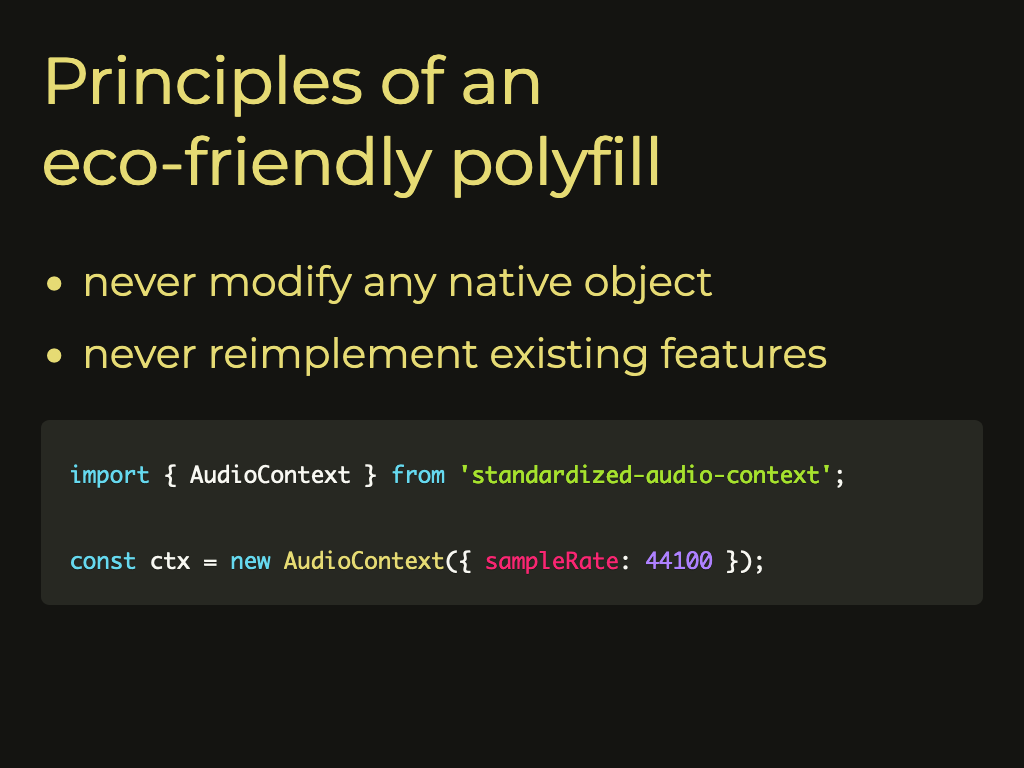 Principles of an
eco-friendly polyfill
• never modify any native object
• never reimplement existing features
import { AudioContext } from 'standardized-audio-context';
const ctx = new AudioContext({ sampleRate: 44100 });